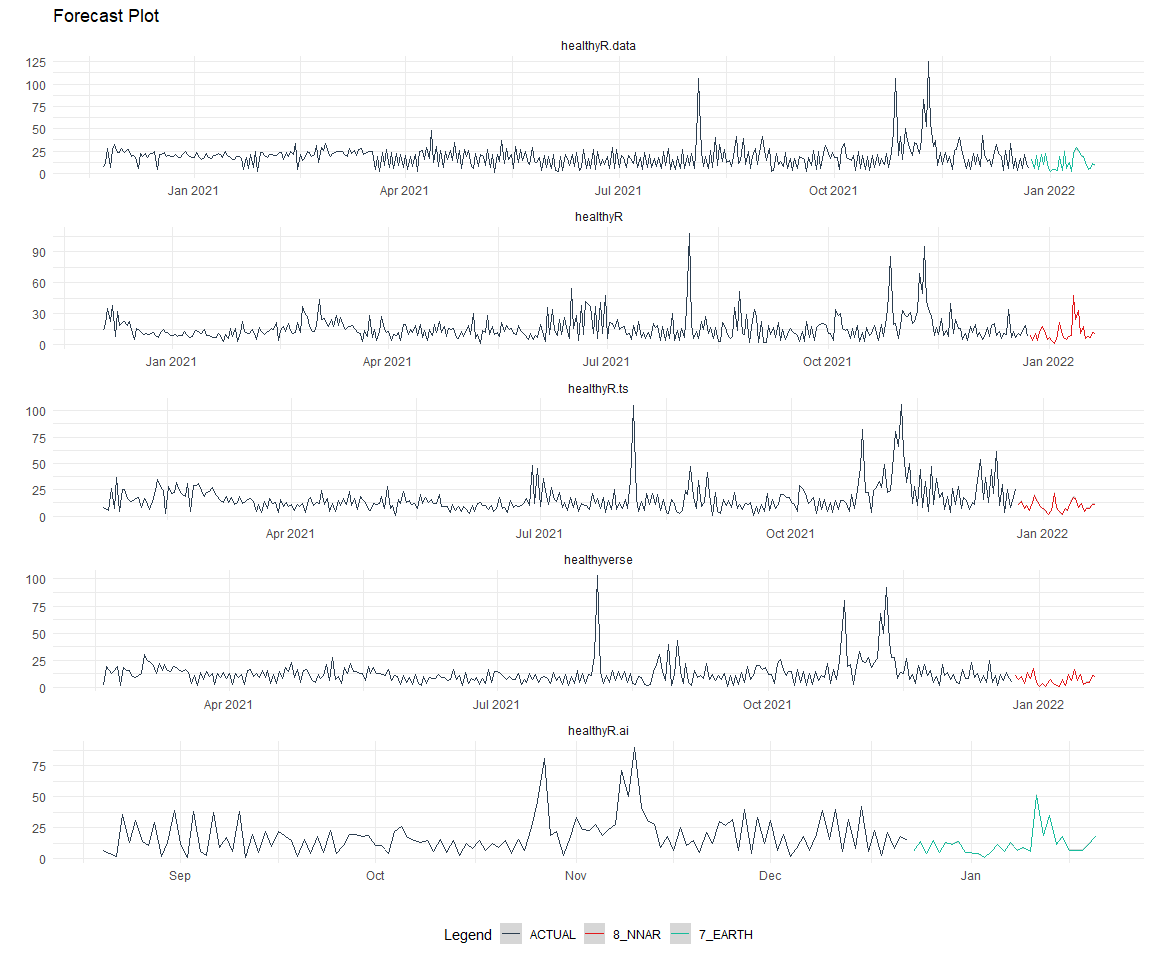 Forecast Plot
healthyR.data
125
100
75
50
25
0
Jan 2021 Apr 2021 Jul 2021 Oct 2021 Jan 2022
healthyR
90
60
30
0
Jan 2021 Apr 2021 Jul 2021 Oct 2021 Jan 2022
healthyR.ts
100
75
50
25
0
Apr 2021 Jul 2021 Oct 2021 Jan 2022
healthyverse
100
75
50
25
0
Apr 2021 Jul 2021 Oct 2021 Jan 2022
healthyR.ai
75
50
25
0
Sep Oct Nov Dec Jan
Legend ACTUAL 8_NNAR 7_EARTH